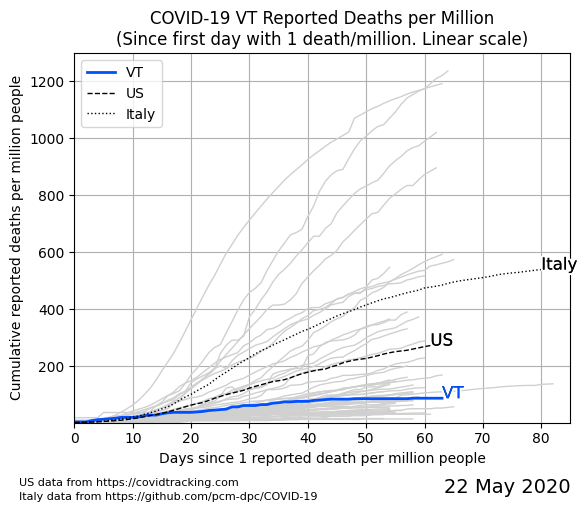 COVID-19 VT Reported Deaths per Million
(Since first day with 1 death/million. Linear scale)
VT
US
Italy
Cumulative reported deaths per million people
1200
1000
800
600
400
200
Italy
US
VT
0 10 20 30 40 50 60 70 80
Days since 1 reported death per million people
US data from https://covidtracking.com
Italy data from https://github.com/pcm-dpc/COVID-19
22 May 2020